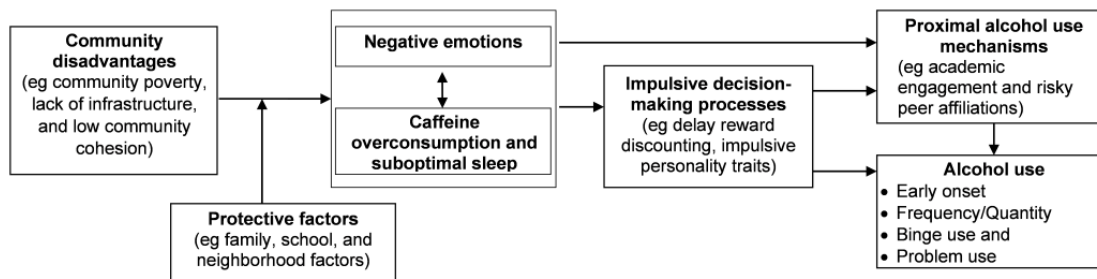 Community
disadvantages
(eg community poverty,
lack of infrastructure,
and low community
cohesion)
Protective factors
(eg family, school, and
neighborhood factors)
Negative emotions
Caffeine
overconsumption and
suboptimal sleep
Impulsive decision-
making processes
(eg delay reward
discounting, impulsive
personality traits)
Proximal alcohol use
mechanisms
(eg academic
engagement and risky
peer affiliations)
Alcohol use
• Early onset
• Frequency/Quantity
• Binge use and
• Problem use